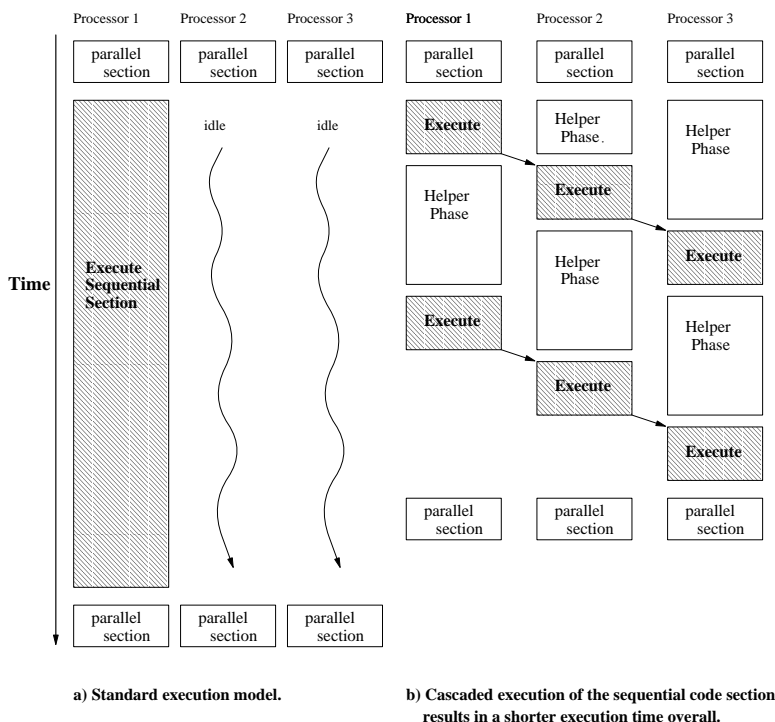 Processor 1 Processor 2 Processor 3
parallel section
parallel section
parallel section
idle
idle
Time
Execute
Sequential
Section
parallel section
parallel section
parallel section
a) Standard execution model.
Processor 1 Processor 2 Processor 3
parallel section
parallel section
parallel section
Execute
Helper
Phase .
Helper
Phase
Helper
Phase
Execute
Execute
Helper
Phase
Execute
Helper
Phase
Execute
Execute
parallel section
parallel section
parallel section
b) Cascaded execution of the sequential code section
results in a shorter execution time overall.